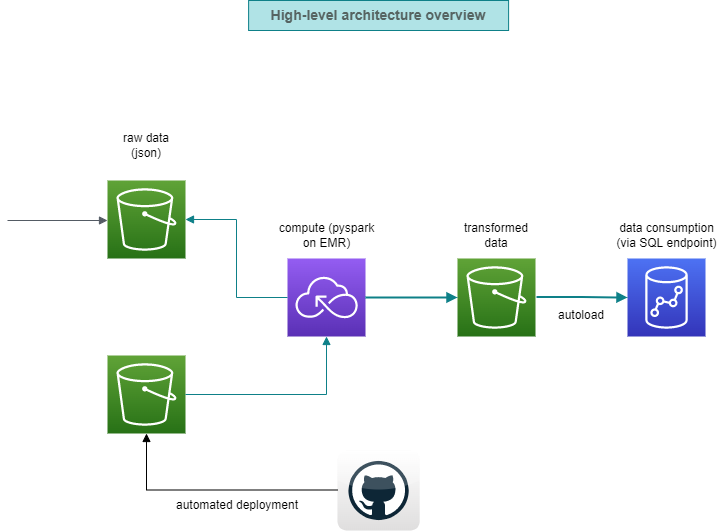 High-level architecture overview
raw data
(json)
compute (pyspark
on EMR)
transformed
data
data consumption
(via SQL endpoint)
autoload
automated deployment